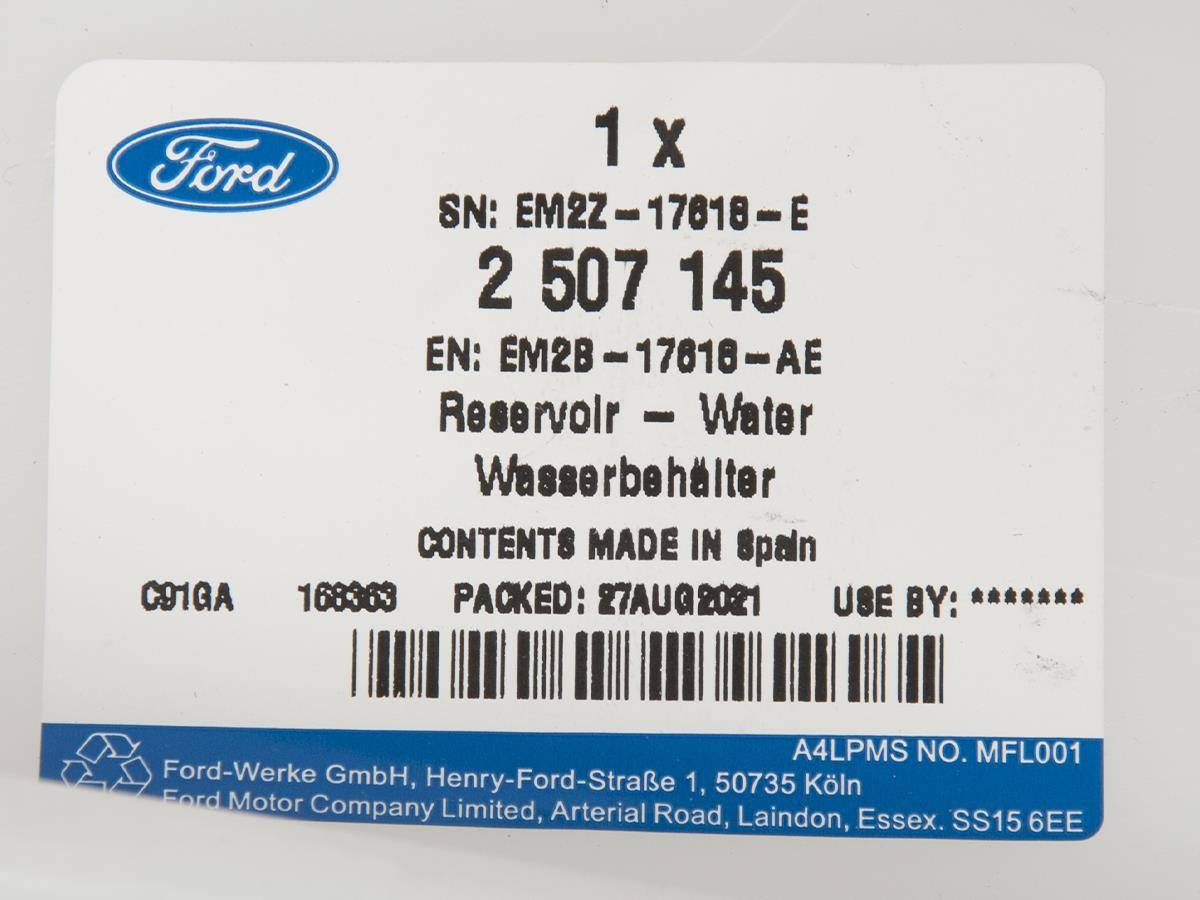 Ford
1 x
SN: EM2Z-17618-E
2 507 145
EN: EM2B-17618-AE
Reservoir - Water
Wasserbehälter
CONTENTS MADE IN Spain
C91GA 168363 PACKED: 27AUG2021 USE BY: *******
A4LPMS NO. MFL001
Ford-Werke GmbH, Henry-Ford-Straße 1, 50735 Köln
Ford Motor Company Limited, Arterial Road, Laindon, Essex. SS15 6EE